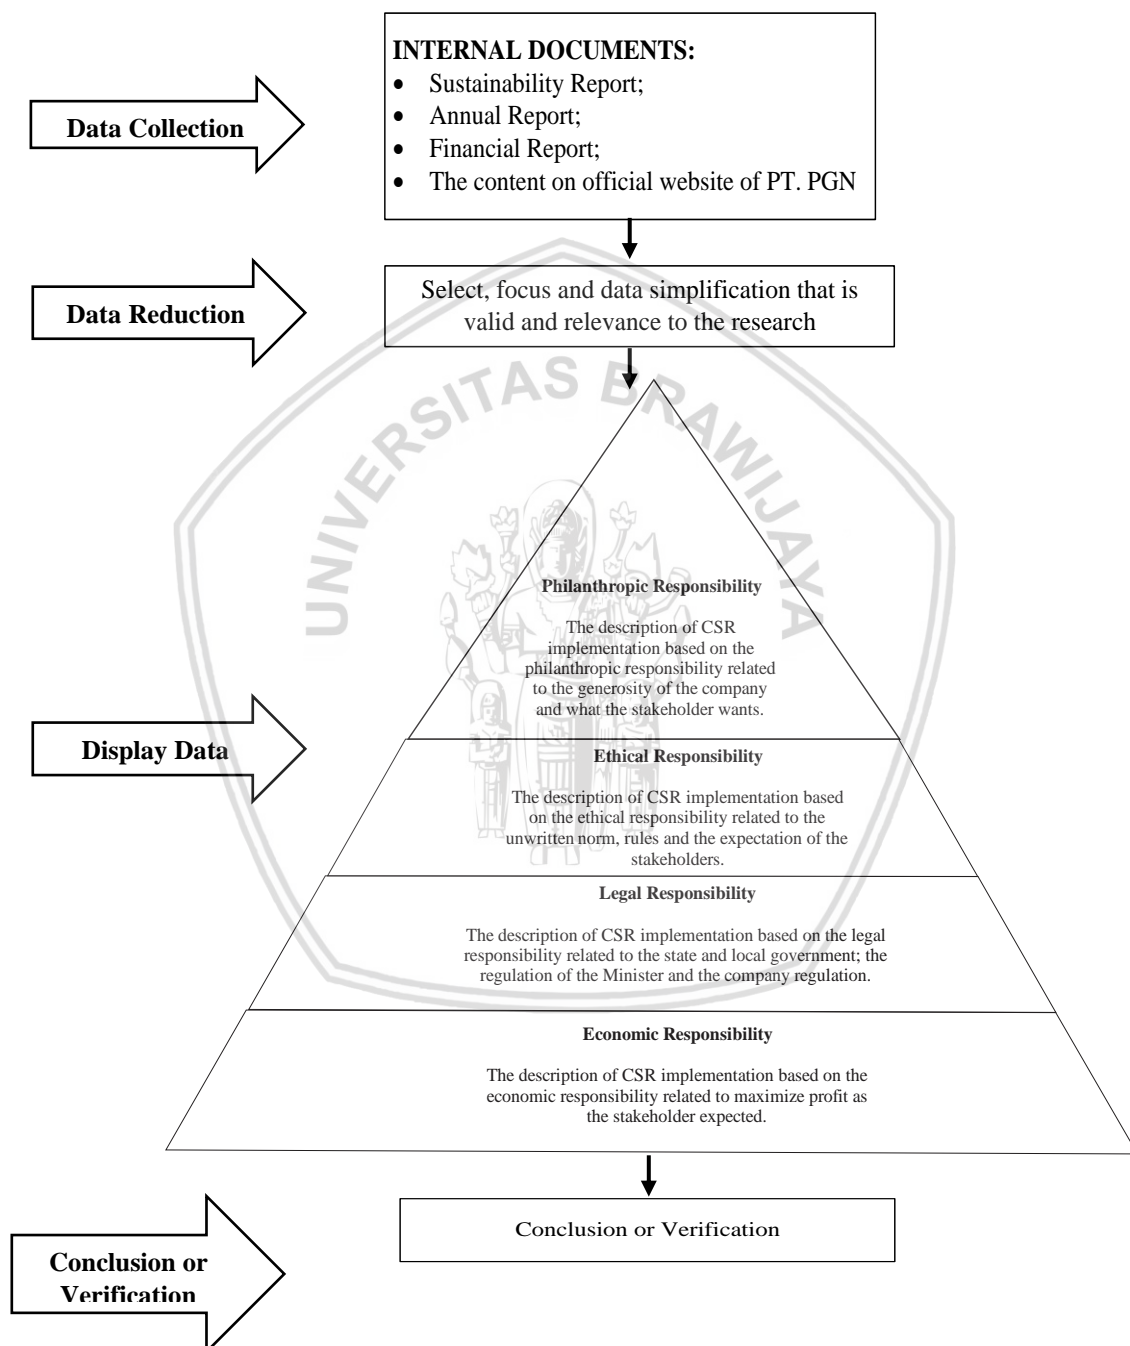 INTERNAL DOCUMENTS:
• Sustainability Report;
• Annual Report;
• Financial Report;
• The content on official website of PT. PGN
Data Collection
Select, focus and data simplification that is
valid and relevance to the research
Data Reduction
UNIVERSITAS BRAWIJAYA
Philanthropic Responsibility
The description of CSR
implementation based on the
philanthropic responsibility related
to the generosity of the company
and what the stakeholder wants.
Display Data
Ethical Responsibility
The description of CSR implementation based
on the ethical responsibility related to the
unwritten norm, rules and the expectation of the
stakeholders.
Legal Responsibility
The description of CSR implementation based on the legal
responsibility related to the state and local government; the
regulation of the Minister and the company regulation.
Economic Responsibility
The description of CSR implementation based on the
economic responsibility related to maximize profit as
the stakeholder expected.
Conclusion or Verification
Conclusion or
Verification